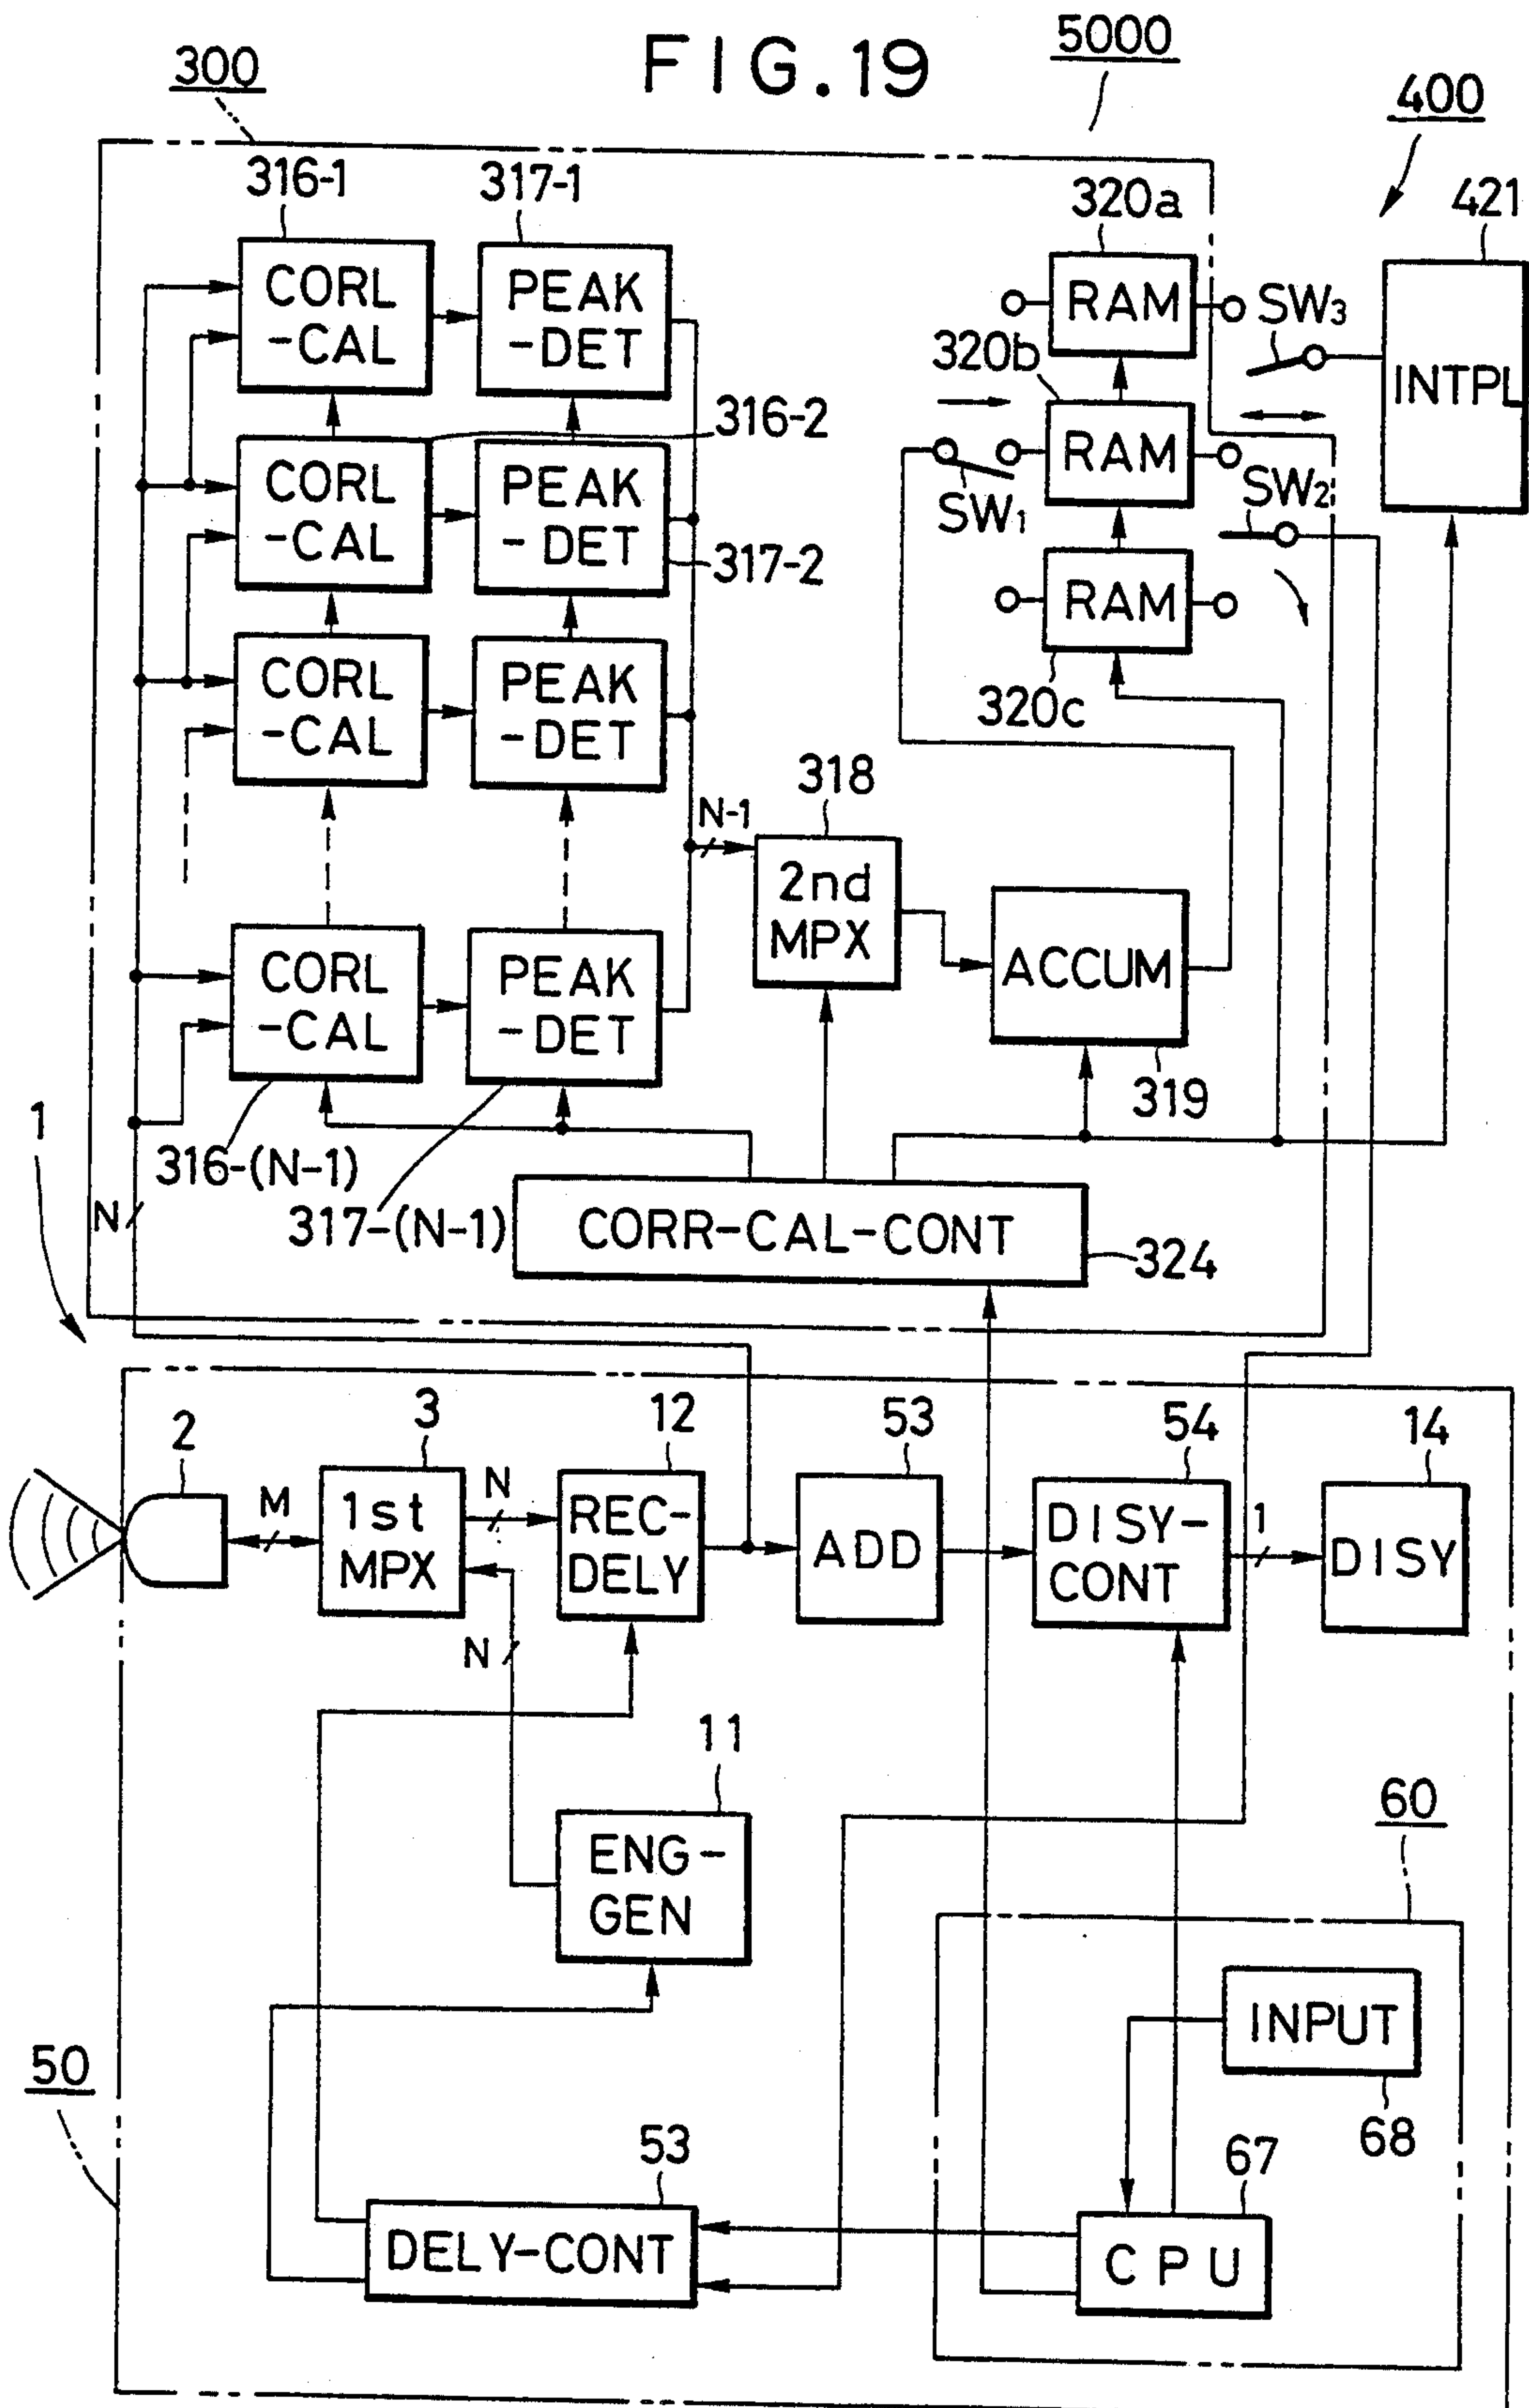 FIG.19
5000
300
400
316-1
317-1
320a
421
CORL
-CAL
PEAK
-DET
RAM
SW3
INTPL
320b
316-2
CORL
-CAL
PEAK
-DET
RAM
SW1
SW2
317-2
RAM
320c
CORL
-CAL
PEAK
-DET
318
N-1
2nd
MPX
CORL
-CAL
PEAK
-DET
ACCUM
319
1
316-(N-1)
317-(N-1)
N
CORR-CAL-CONT
324
2
3
12
53
54
14
M
1st
MPX
N
REC-
DELY
ADD
DISY-
CONT
1
DISY
N
11
ENG-
GEN
60
INPUT
68
50
53
67
DELY-CONT
CPU